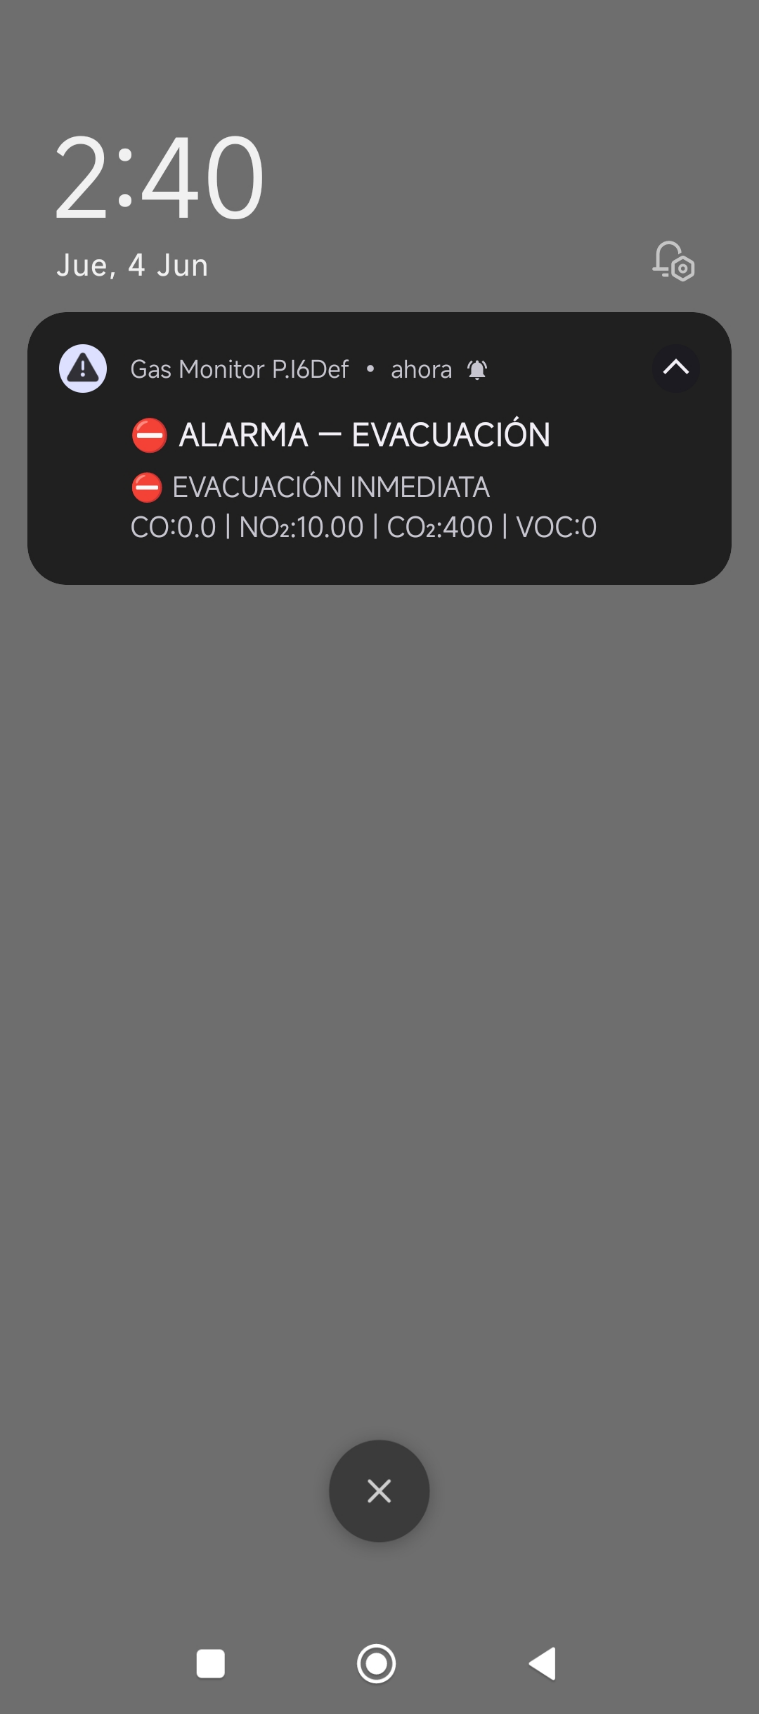 2:40
Jue, 4 Jun
Gas Monitor P.I6Def • ahora
⛔ ALARMA — EVACUACIÓN
⛔ EVACUACIÓN INMEDIATA
CO:0.0 | NO₂:10.00 | CO₂:400 | VOC:0